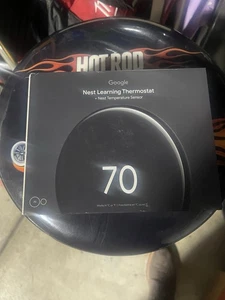 HOT ROD
Google
Nest Learning Thermostat
+ Nest Temperature Sensor
70